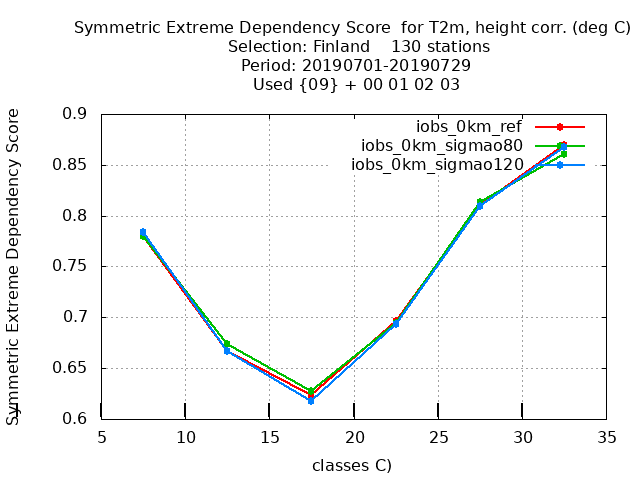 Symmetric Extreme Dependency Score  for T2m, height corr. (deg C)
Selection: Finland    130 stations
Period: 20190701-20190729
Used {09} + 00 01 02 03
Symmetric Extreme Dependency Score
0.9
0.85
0.8
0.75
0.7
0.65
0.6
iobs_0km_ref
iobs_0km_sigmao80
iobs_0km_sigmao120
5
10
15
20
25
30
35
classes C)